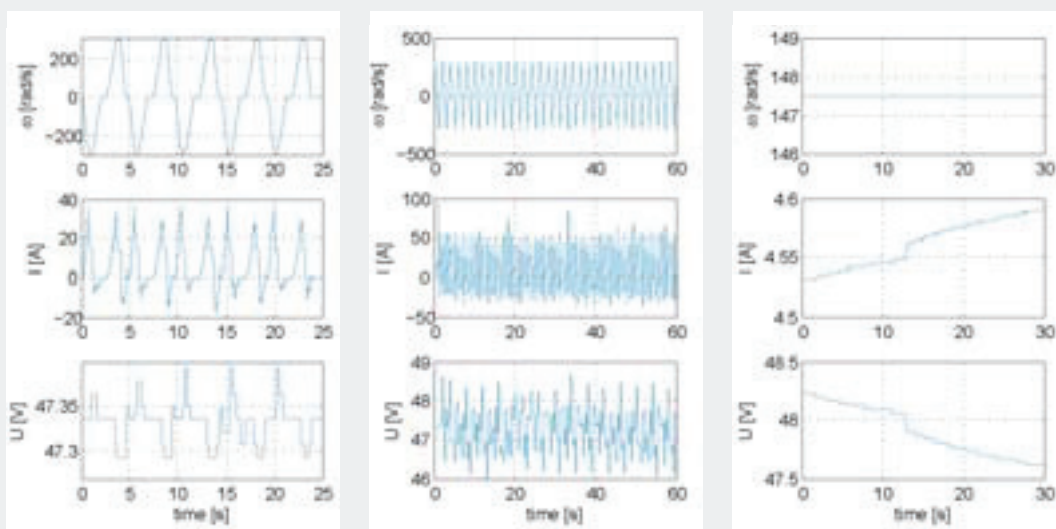 ω [rad/s]
200
0
−200
0 5 10 15 20 25
I [A]
40
20
0
−20
0 5 10 15 20 25
U [V]
47.35
47.3
0 5 10 15 20 25
time [s]
ω [rad/s]
500
0
−500
0 20 40 60
I [A]
100
50
0
−50
0 20 40 60
U [V]
49
48
47
46
0 20 40 60
time [s]
ω [rad/s]
149
148
147
146
0 10 20 30
I [A]
4.6
4.55
4.5
0 10 20 30
U [V]
48.5
48
47.5
0 10 20 30
time [s]